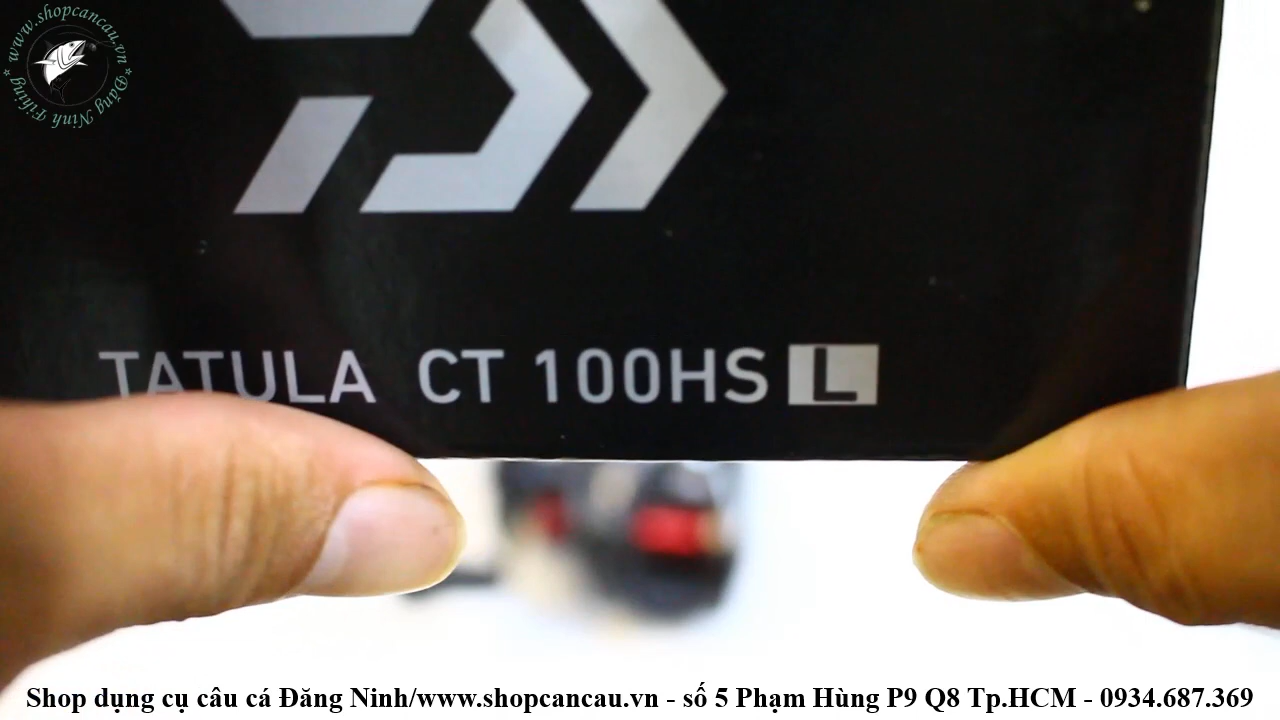 www.shopcancau.vn
* Đăng Ninh Fihing *
TATULA CT 100HS L
Shop dụng cụ câu cá Đăng Ninh/www.shopcancau.vn - số 5 Phạm Hùng P9 Q8 Tp.HCM - 0934.687.369